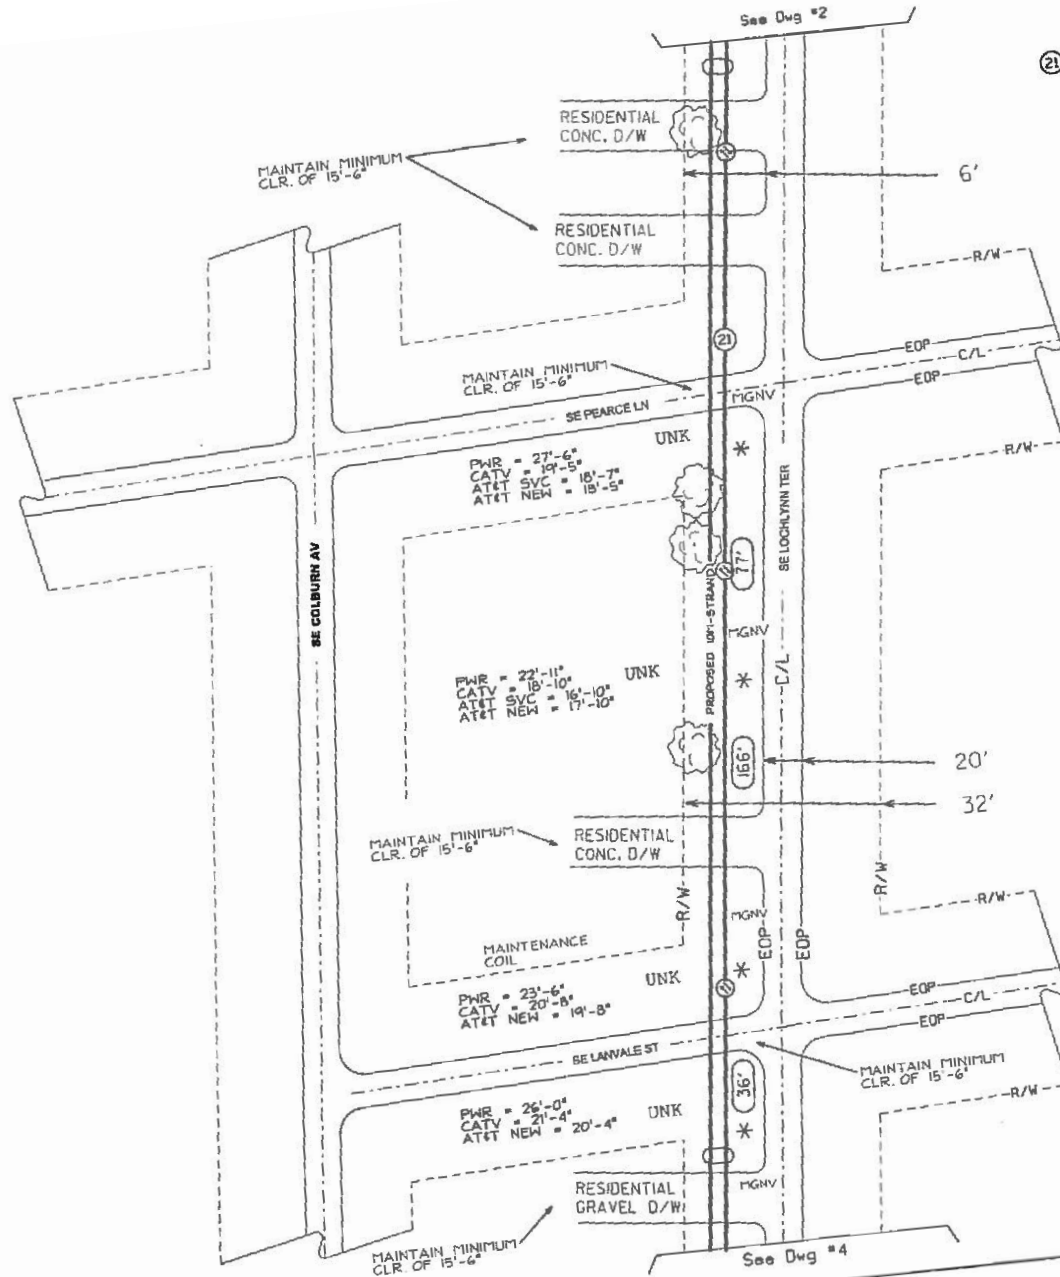 See Dwg #2
21
RESIDENTIAL
CONC. D/W
MAINTAIN MINIMUM
CLR. OF 15'-6"
6'
RESIDENTIAL
CONC. D/W
R/W
21
EOP
C/L
EOP
MAINTAIN MINIMUM
CLR. OF 15'-6"
MGNV
SE PEARCE LN
UNK
PWR = 27'-6"
CATV = 19'-5"
AT&T SVC = 18'-7"
AT&T NEW = 18'-5"
R/W
SE LOCHLYNN TER
SE COLBURN AV
77'
PROPOSED 10M-STRAND
MGNV
UNK
PWR = 22'-11"
CATV = 18'-10"
AT&T SVC = 16'-10"
AT&T NEW = 17'-10"
C/L
166'
20'
32'
MAINTAIN MINIMUM
CLR. OF 15'-6"
RESIDENTIAL
CONC. D/W
R/W
R/W
R/W
MGNV
EOP
EOP
MAINTENANCE
COIL
UNK
PWR = 23'-6"
CATV = 20'-8"
AT&T NEW = 19'-8"
EOP
C/L
EOP
SE LANVALE ST
MAINTAIN MINIMUM
CLR. OF 15'-6"
36'
R/W
UNK
PWR = 26'-0"
CATV = 21'-4"
AT&T NEW = 20'-4"
RESIDENTIAL
GRAVEL D/W
MGNV
MAINTAIN MINIMUM
CLR. OF 15'-6"
See Dwg #4